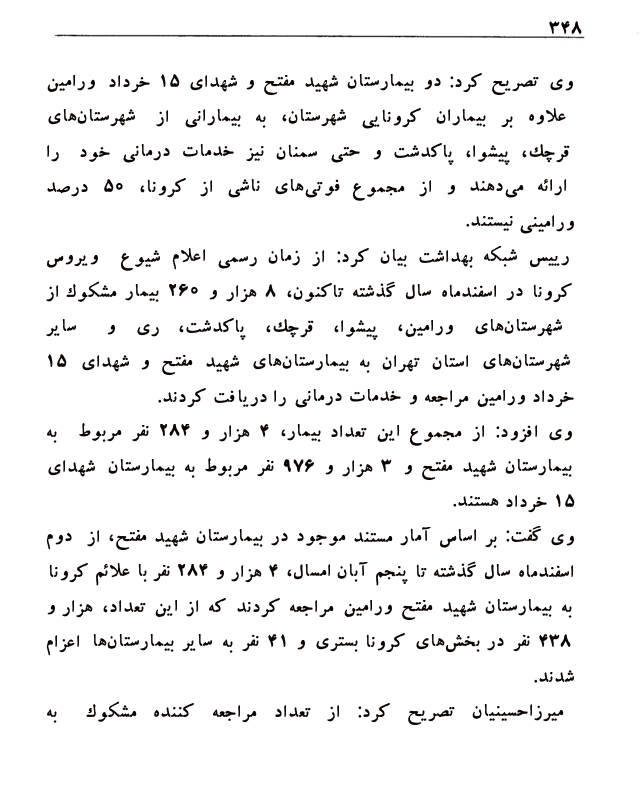 ۳۴۸
وی تصریح کرد: دو بیمارستان شهید مفتح و شهدای ۱۵ خرداد ورامین
علاوه بر بیماران کرونایی شهرستان، به بیمارانی از شهرستان‌های
قرچك، پیشوا، پاکدشت و حتی سمنان نیز خدمات درمانی خود را
ارائه می‌دهند و از مجموع فوتی‌های ناشی از کرونا، ۵۰ درصد
ورامینی نیستند.
رییس شبکه بهداشت بیان کرد: از زمان رسمی اعلام شیوع ویروس
کرونا در اسفندماه سال گذشته تاکنون، ۸ هزار و ۲۶۰ بیمار مشکوك از
شهرستان‌های ورامین، پیشوا، قرچك، پاکدشت، ری و سایر
شهرستان‌های استان تهران به بیمارستان‌های شهید مفتح و شهدای ۱۵
خرداد ورامین مراجعه و خدمات درمانی را دریافت کردند.
وی افزود: از مجموع این تعداد بیمار، ۴ هزار و ۲۸۴ نفر مربوط به
بیمارستان شهید مفتح و ۳ هزار و ۹۷۶ نفر مربوط به بیمارستان شهدای
۱۵ خرداد هستند.
وی گفت: بر اساس آمار مستند موجود در بیمارستان شهید مفتح، از دوم
اسفندماه سال گذشته تا پنجم آبان امسال، ۴ هزار و ۲۸۴ نفر با علائم کرونا
به بیمارستان شهید مفتح ورامین مراجعه کردند که از این تعداد، هزار و
۴۳۸ نفر در بخش‌های کرونا بستری و ۴۱ نفر به سایر بیمارستان‌ها اعزام
شدند.
میرزاحسینیان تصریح کرد: از تعداد مراجعه کننده مشکوك به